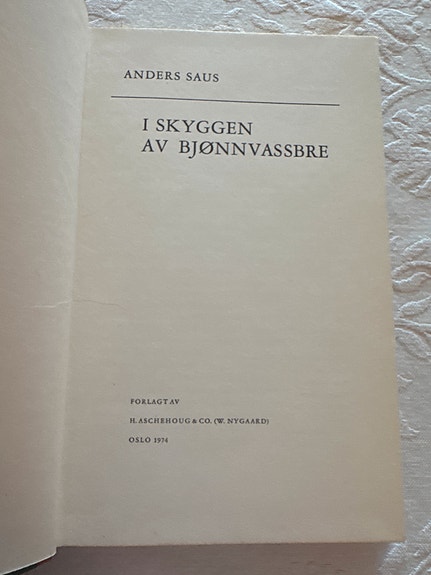 ANDERS SAUS
I SKYGGEN
AV BJØNNVASSBRE
FORLAGT AV
H. ASCHEHOUG & CO. (W. NYGAARD)
OSLO 1974